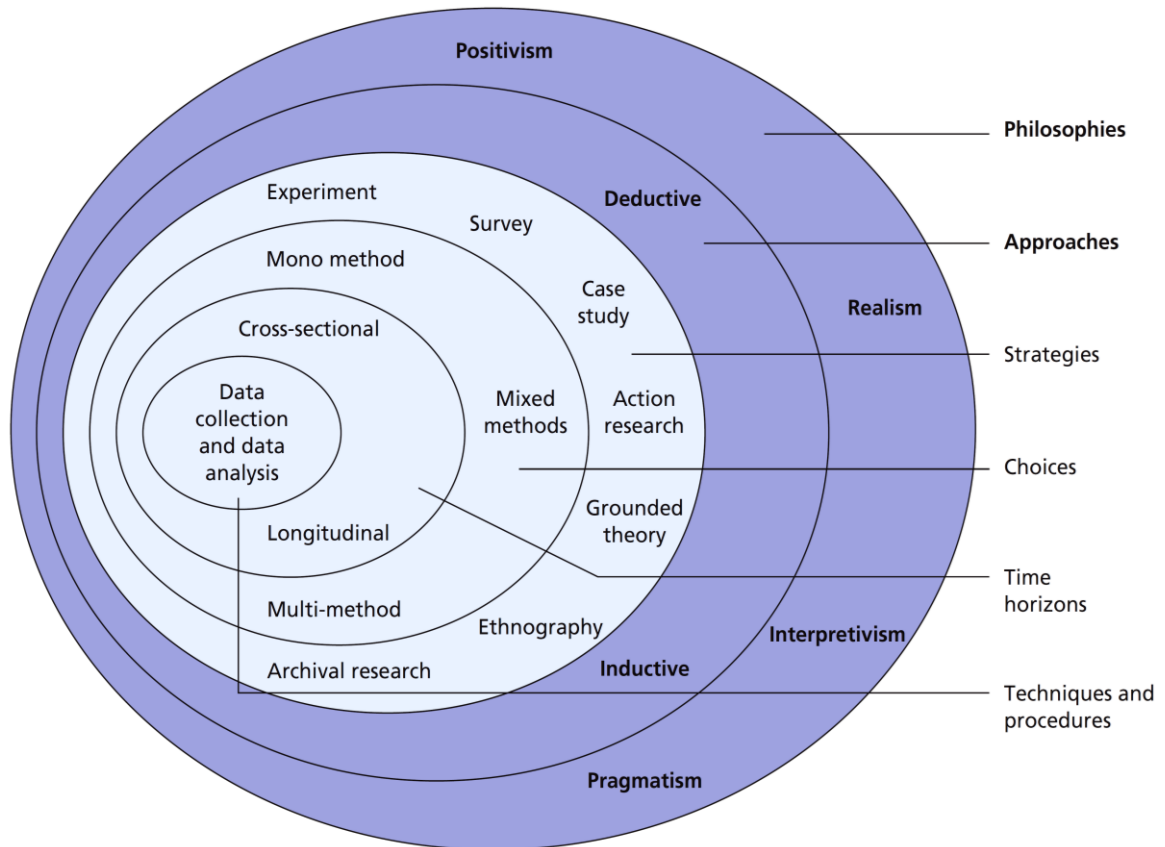 Positivism
Philosophies
Experiment
Deductive
Survey
Approaches
Mono method
Case
study
Realism
Cross-sectional
Strategies
Data
collection
and data
analysis
Mixed
methods
Action
research
Choices
Longitudinal
Grounded
theory
Time
horizons
Multi-method
Ethnography
Interpretivism
Archival research
Inductive
Techniques and
procedures
Pragmatism